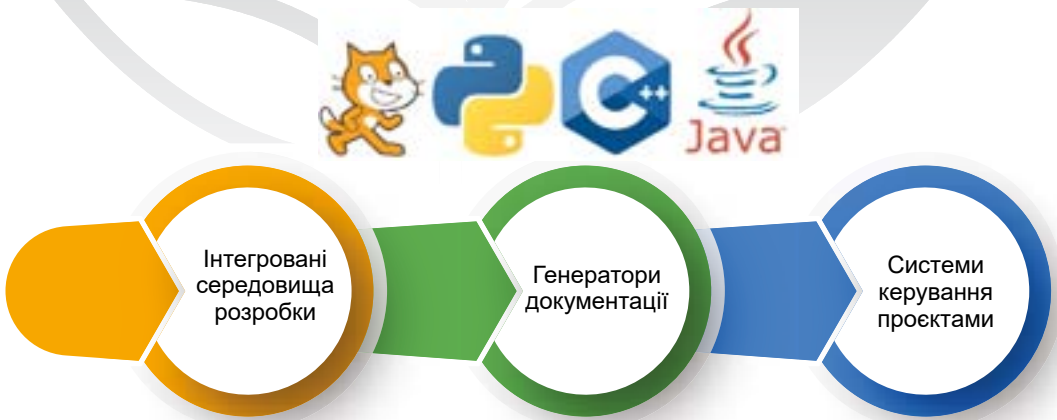 C++
Java
Інтегровані
середовища
розробки
Генератори
документації
Системи
керування
проєктами